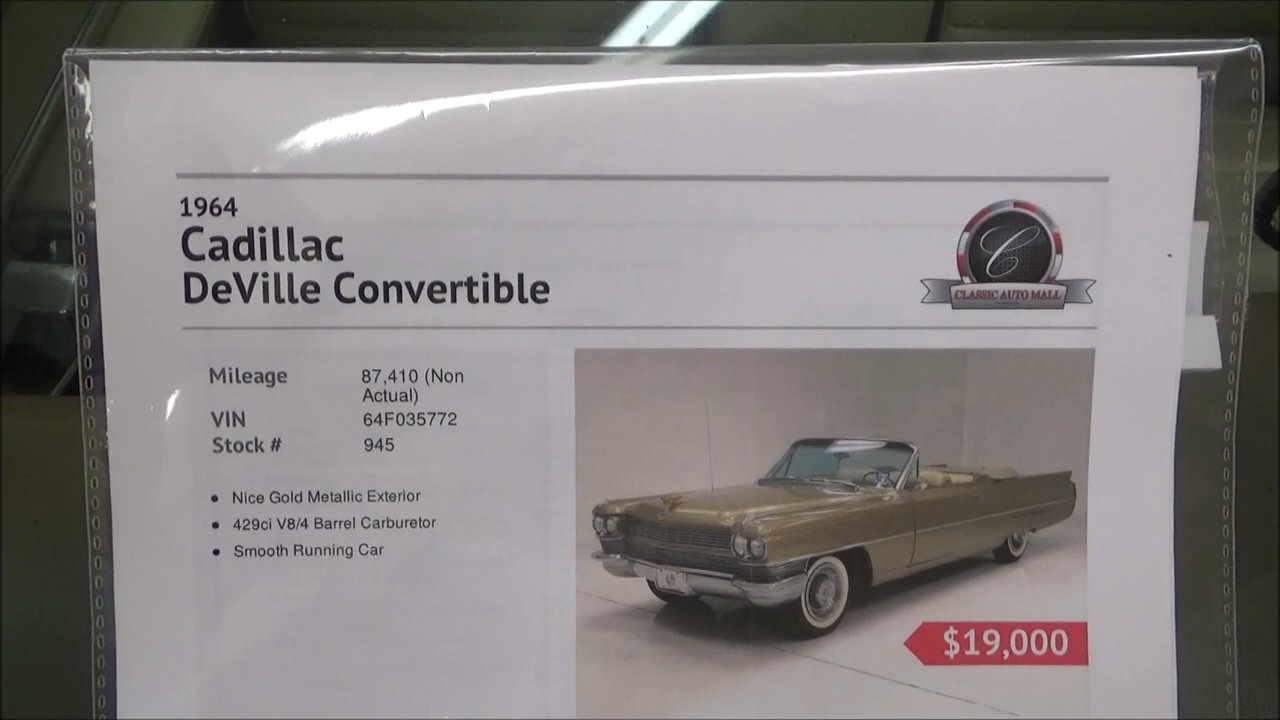 1964
Cadillac
DeVille Convertible
CLASSIC AUTO MALL
Mileage 87,410 (Non
Actual)
VIN 64F035772
Stock # 945
• Nice Gold Metallic Exterior
• 429ci V8/4 Barrel Carburetor
• Smooth Running Car
$19,000